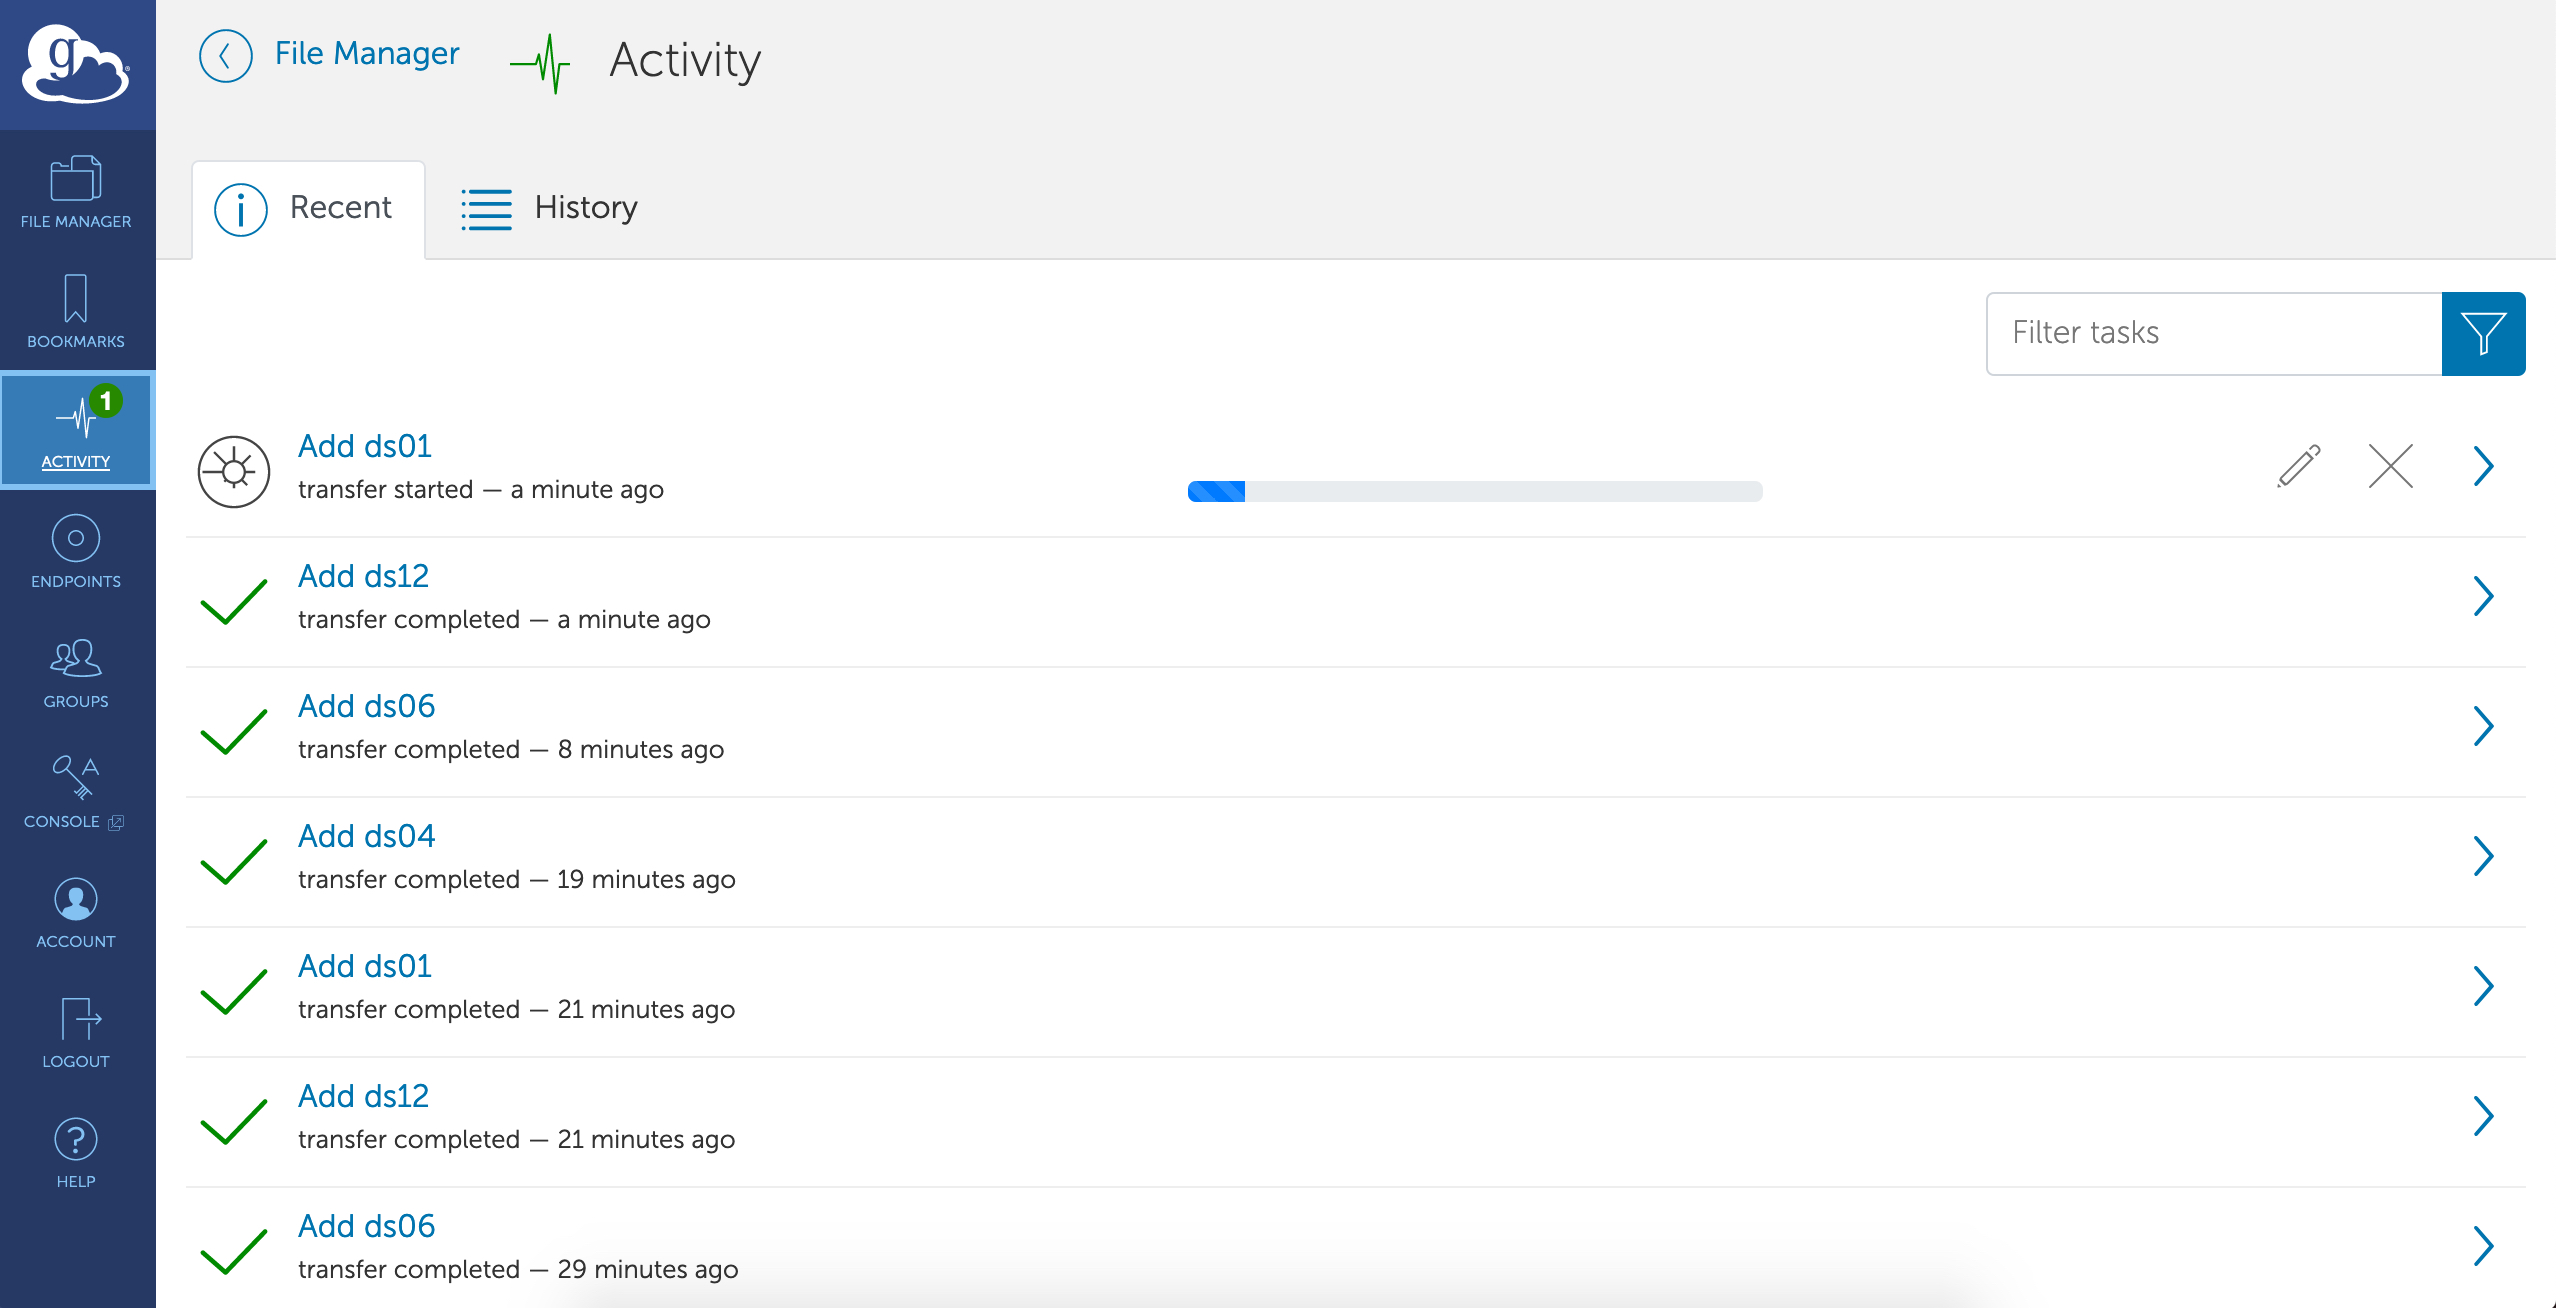 g
File Manager
Activity
FILE MANAGER
BOOKMARKS
1
ACTIVITY
ENDPOINTS
GROUPS
CONSOLE
ACCOUNT
LOGOUT
HELP
Recent
History
Filter tasks
Add ds01
transfer started — a minute ago
Add ds12
transfer completed — a minute ago
Add ds06
transfer completed — 8 minutes ago
Add ds04
transfer completed — 19 minutes ago
Add ds01
transfer completed — 21 minutes ago
Add ds12
transfer completed — 21 minutes ago
Add ds06
transfer completed — 29 minutes ago